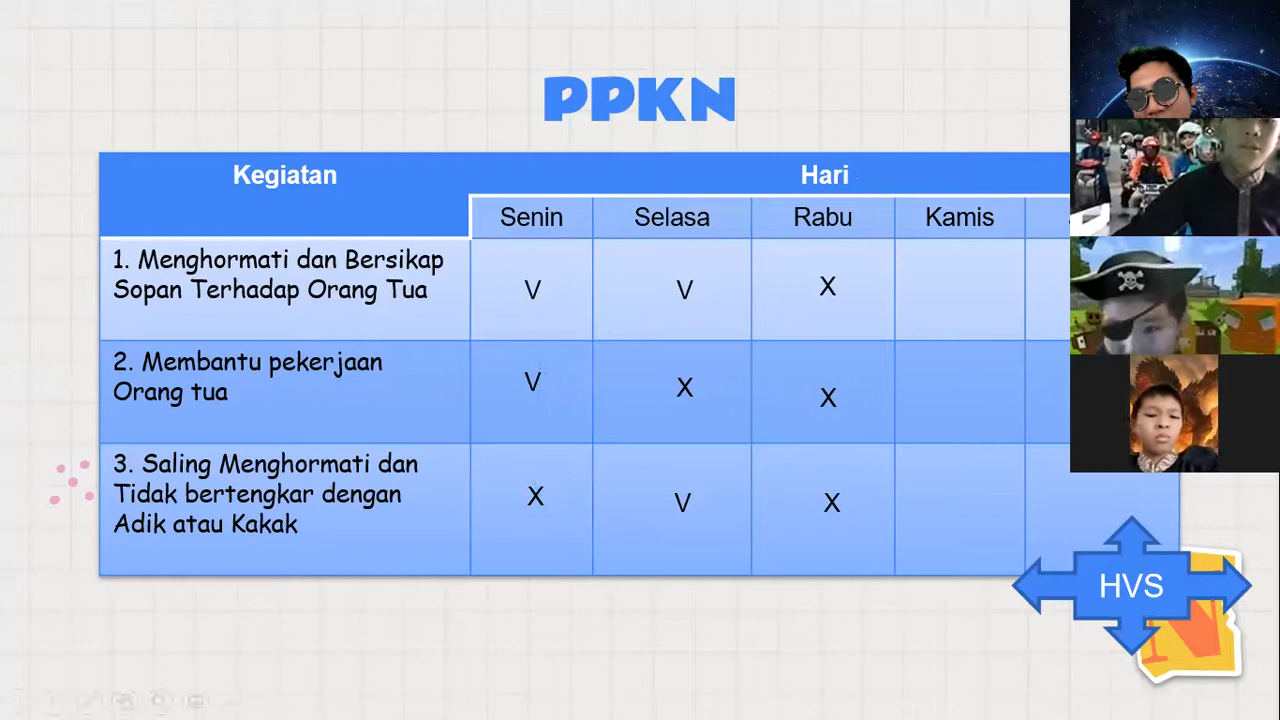 PPKN
Kegiatan
Hari
Senin
Selasa
Rabu
Kamis
1. Menghormati dan Bersikap
Sopan Terhadap Orang Tua
V
V
X
2. Membantu pekerjaan
Orang tua
V
X
X
3. Saling Menghormati dan
Tidak bertengkar dengan
Adik atau Kakak
X
V
X
HVS